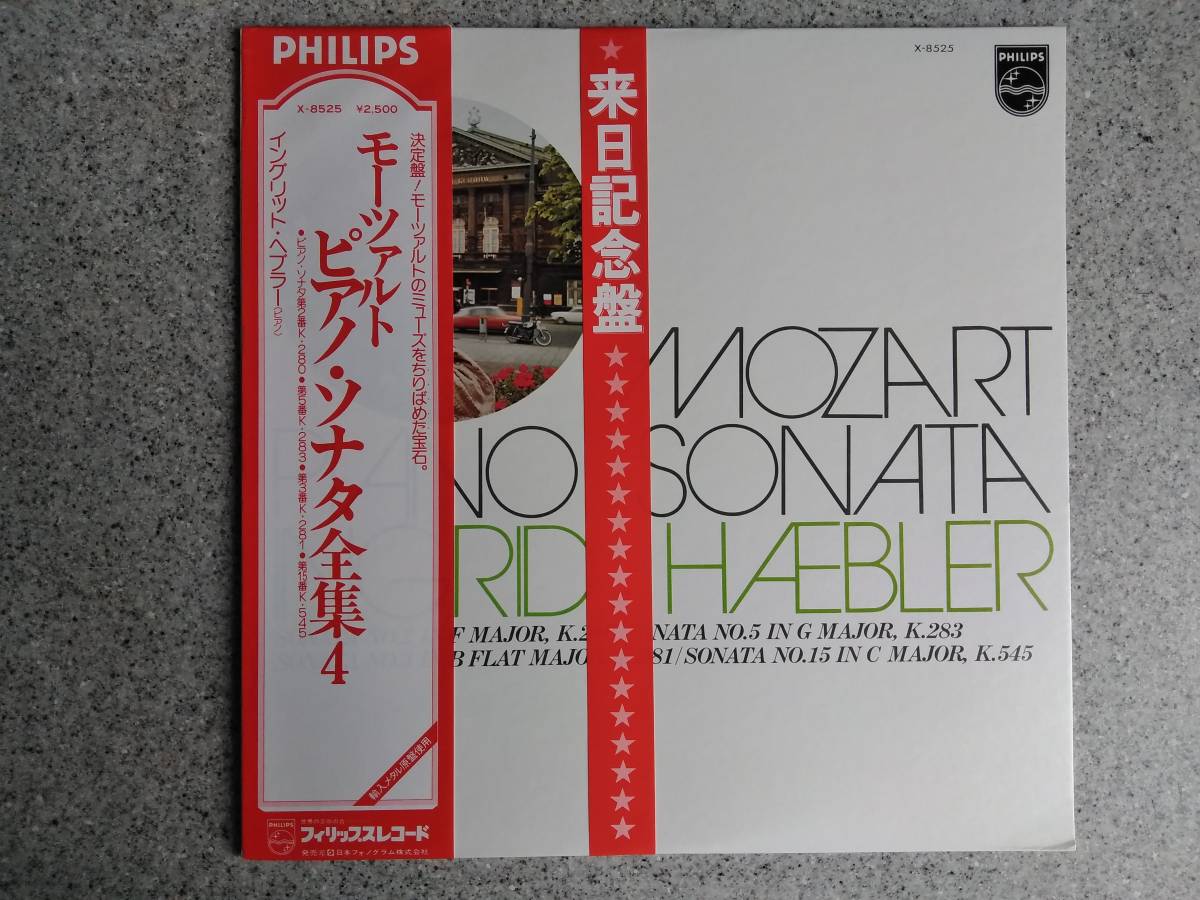 PHILIPS
X-8525 ¥2,500
決定盤!モーツァルトのミューズをちりばめた宝石。
モーツァルト
ピアノ・ソナタ全集4
●ピアノ・ソナタ第2番K・280●第5番K・283●第3番K・281●第15番K・545
イングリット・ヘブラー(ピアノ)
輸入メタル原盤使用
PHILIPS
フィリップスレコード
発売元 日本フォノグラム株式会社
★来日記念盤★★★★★★★★★
X-8525
PHILIPS
MOZART
NO SONATA
RID HÆBLER
F MAJOR, K.2 NATA NO.5 IN G MAJOR, K.283
B FLAT MAJO 81/SONATA NO.15 IN C MAJOR, K.545